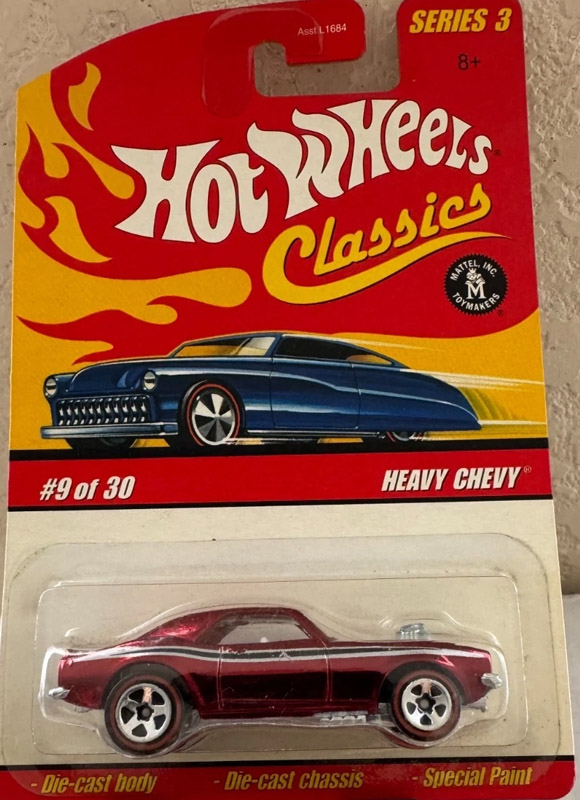 Asst.L1684
SERIES 3
8+
HOT WHEELS
Classics
MATTEL, INC.
M
TOYMAKERS
®
#9 of 30
HEAVY CHEVY®
- Die-cast body - Die-cast chassis - Special Paint